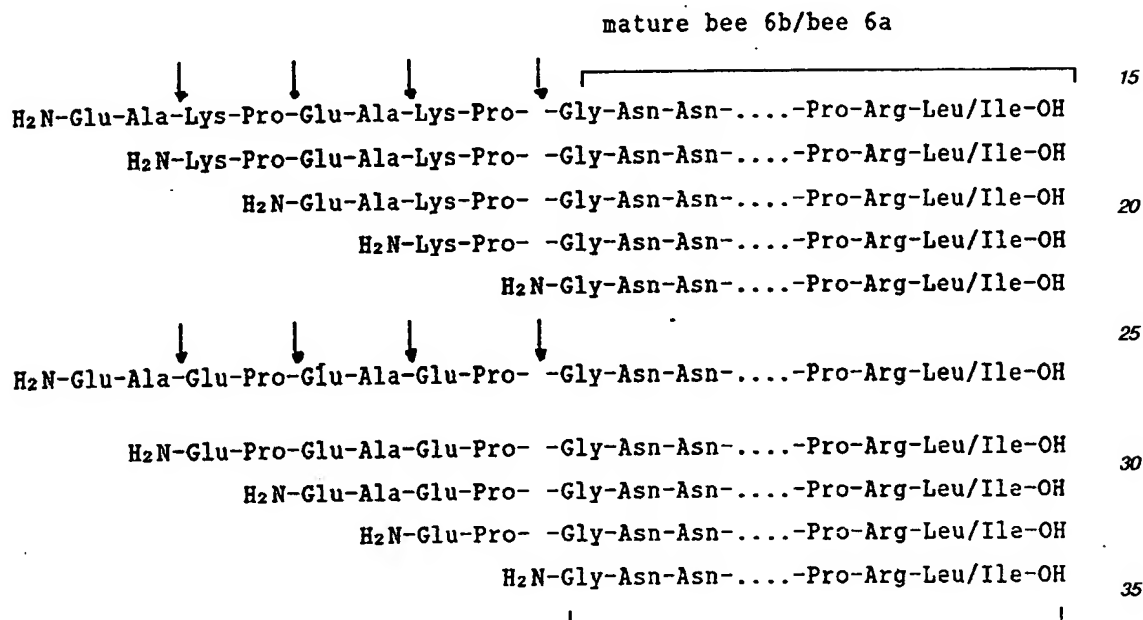 mature bee 6b/bee 6a
15
H₂N-Glu-Ala-Lys-Pro-Glu-Ala-Lys-Pro- -Gly-Asn-Asn-....-Pro-Arg-Leu/Ile-OH
H₂N-Lys-Pro-Glu-Ala-Lys-Pro- -Gly-Asn-Asn-....-Pro-Arg-Leu/Ile-OH
H₂N-Glu-Ala-Lys-Pro- -Gly-Asn-Asn-....-Pro-Arg-Leu/Ile-OH
20
H₂N-Lys-Pro- -Gly-Asn-Asn-....-Pro-Arg-Leu/Ile-OH
H₂N-Gly-Asn-Asn-....-Pro-Arg-Leu/Ile-OH
25
H₂N-Glu-Ala-Glu-Pro-Glu-Ala-Glu-Pro- -Gly-Asn-Asn-....-Pro-Arg-Leu/Ile-OH
H₂N-Glu-Pro-Glu-Ala-Glu-Pro- -Gly-Asn-Asn-....-Pro-Arg-Leu/Ile-OH
30
H₂N-Glu-Ala-Glu-Pro- -Gly-Asn-Asn-....-Pro-Arg-Leu/Ile-OH
H₂N-Glu-Pro- -Gly-Asn-Asn-....-Pro-Arg-Leu/Ile-OH
H₂N-Gly-Asn-Asn-....-Pro-Arg-Leu/Ile-OH
35